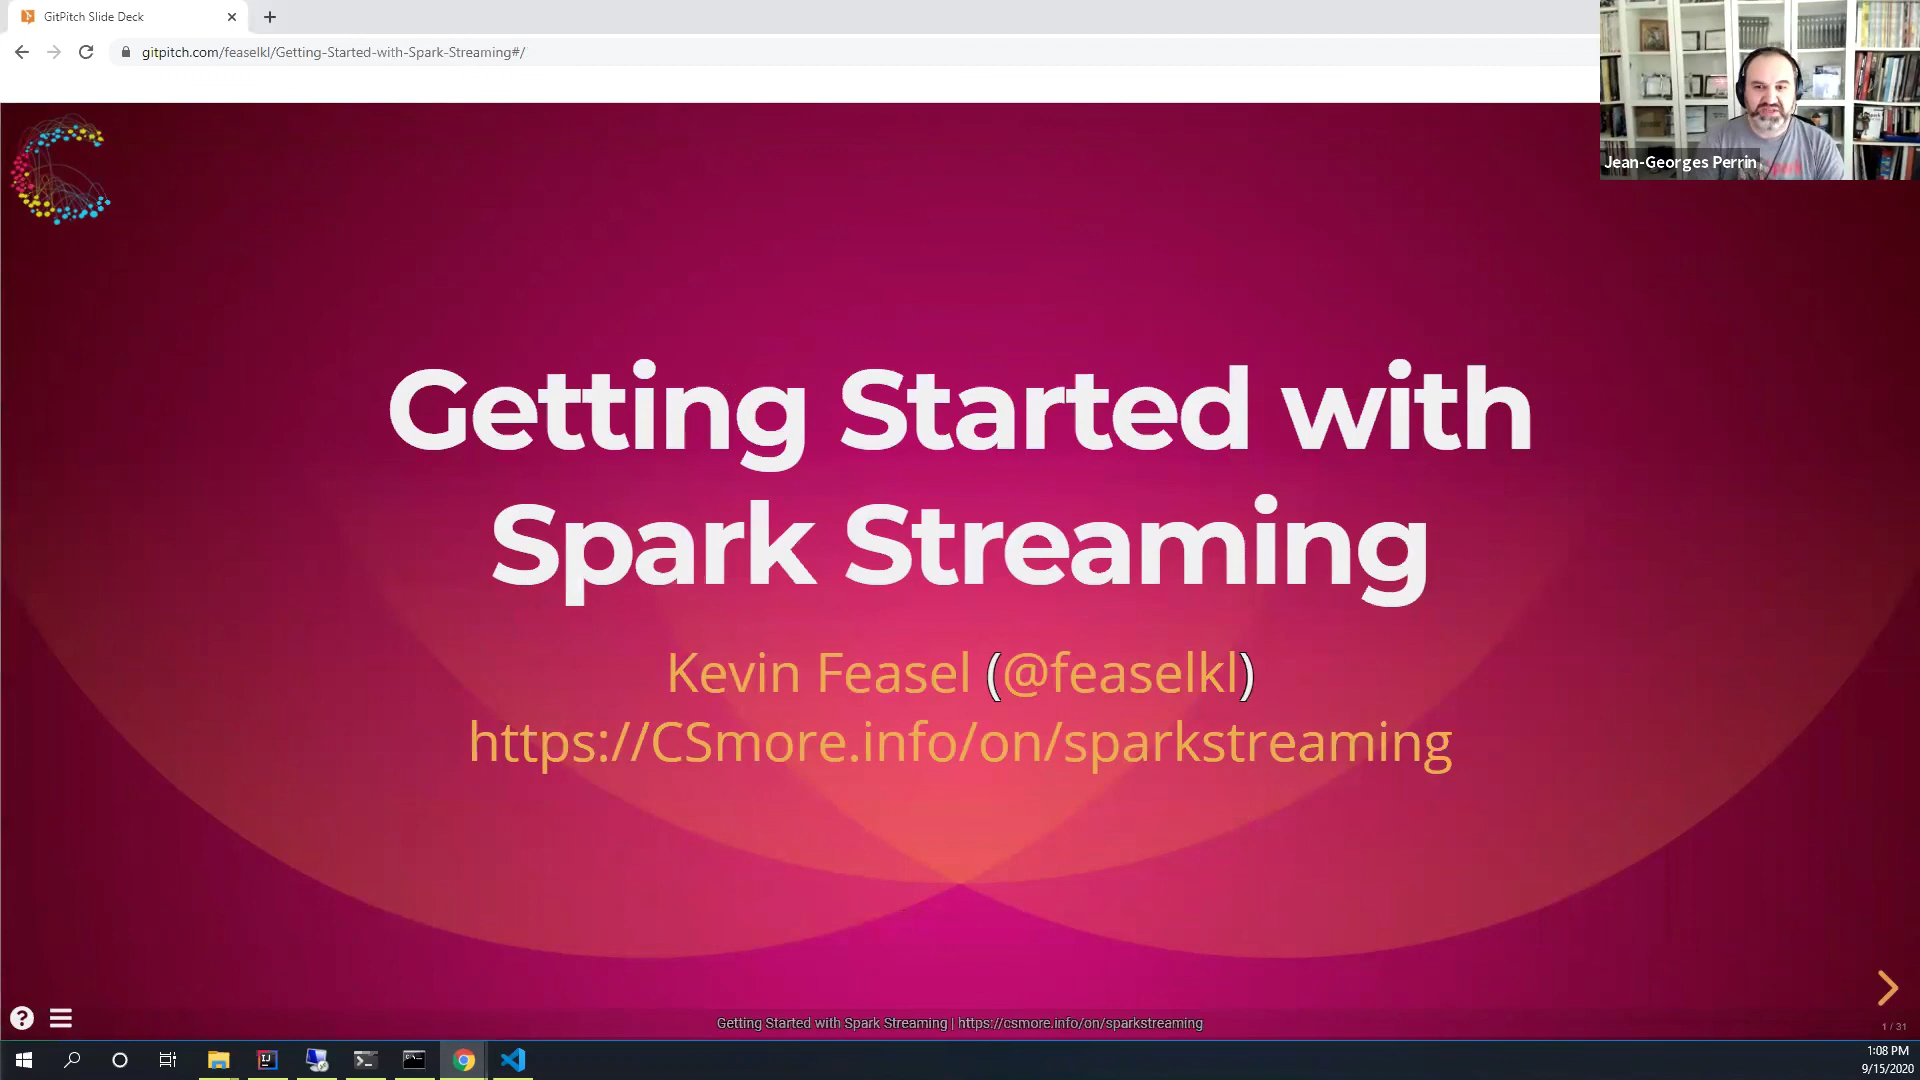 GitPitch Slide Deck
gitpitch.com/feaselkl/Getting-Started-with-Spark-Streaming#/
Jean-Georges Perrin
Getting Started with
Spark Streaming
Kevin Feasel (@feaselkl)
https://CSmore.info/on/sparkstreaming
Getting Started with Spark Streaming | https://csmore.info/on/sparkstreaming
1 / 31
1:08 PM
9/15/2020